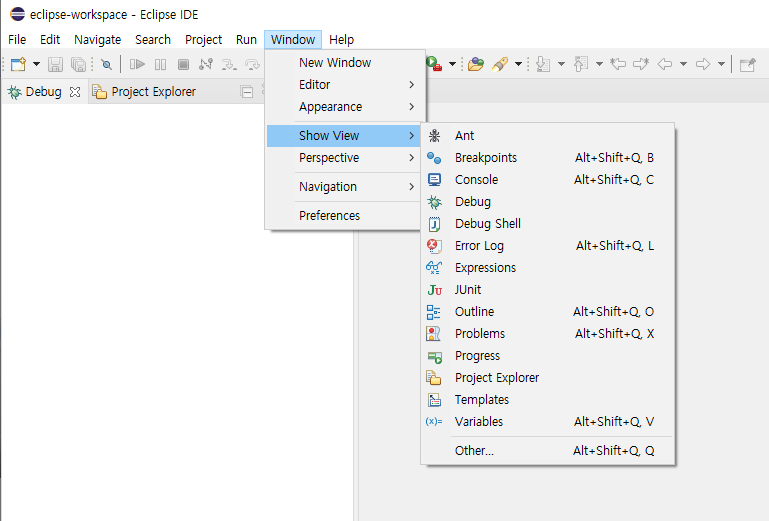 eclipse-workspace - Eclipse IDE
File Edit Navigate Search Project Run Window Help
New Window
Editor
Appearance
Show View
Perspective
Navigation
Preferences
Debug Project Explorer
Ant
Breakpoints Alt+Shift+Q, B
Console Alt+Shift+Q, C
Debug
Debug Shell
Error Log Alt+Shift+Q, L
Expressions
Ju JUnit
Outline Alt+Shift+Q, O
Problems Alt+Shift+Q, X
Progress
Project Explorer
Templates
(x)= Variables Alt+Shift+Q, V
Other... Alt+Shift+Q, Q